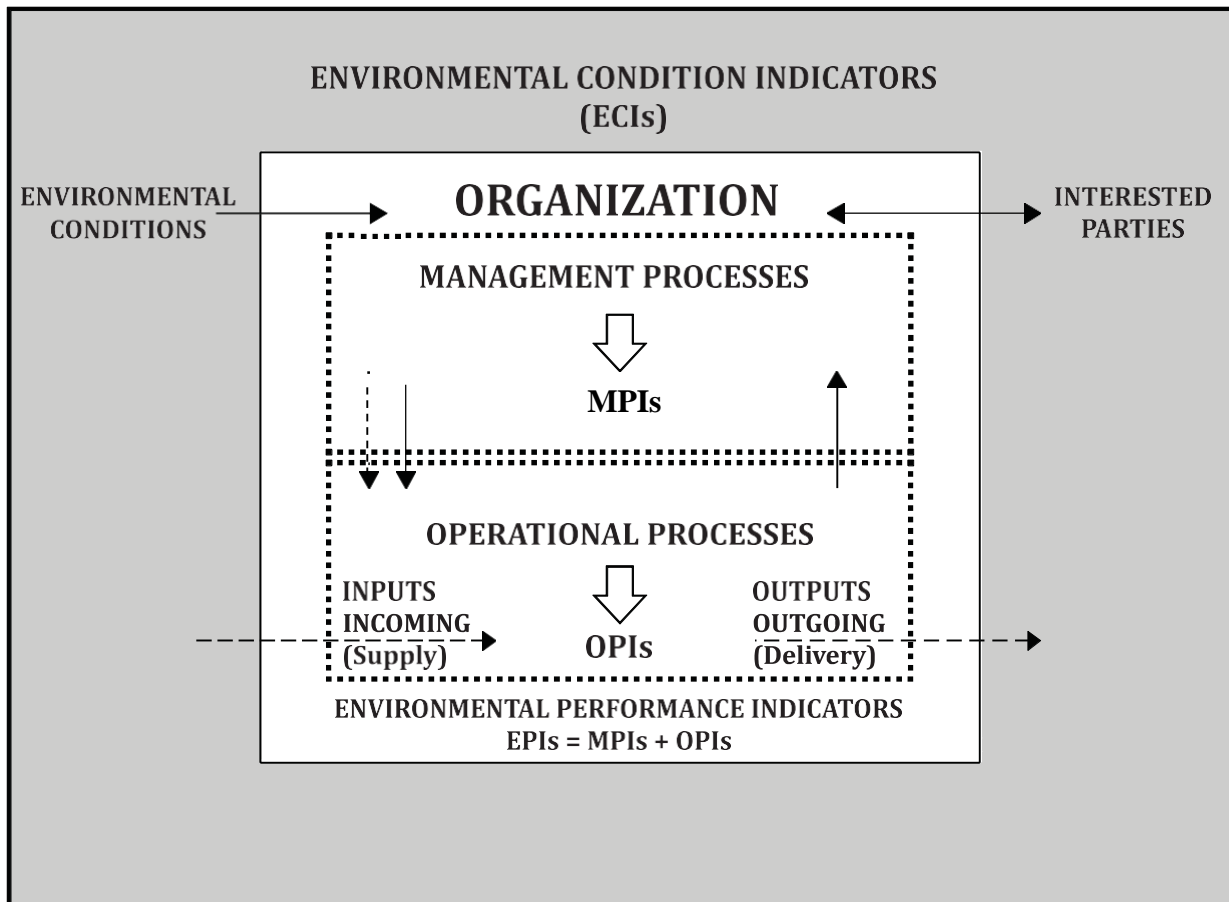 ENVIRONMENTAL CONDITION INDICATORS
(ECIs)
ENVIRONMENTAL
CONDITIONS
ORGANIZATION
INTERESTED
PARTIES
MANAGEMENT PROCESSES
MPIs
OPERATIONAL PROCESSES
INPUTS
INCOMING
(Supply)
OPIs
OUTPUTS
OUTGOING
(Delivery)
ENVIRONMENTAL PERFORMANCE INDICATORS
EPIs = MPIs + OPIs